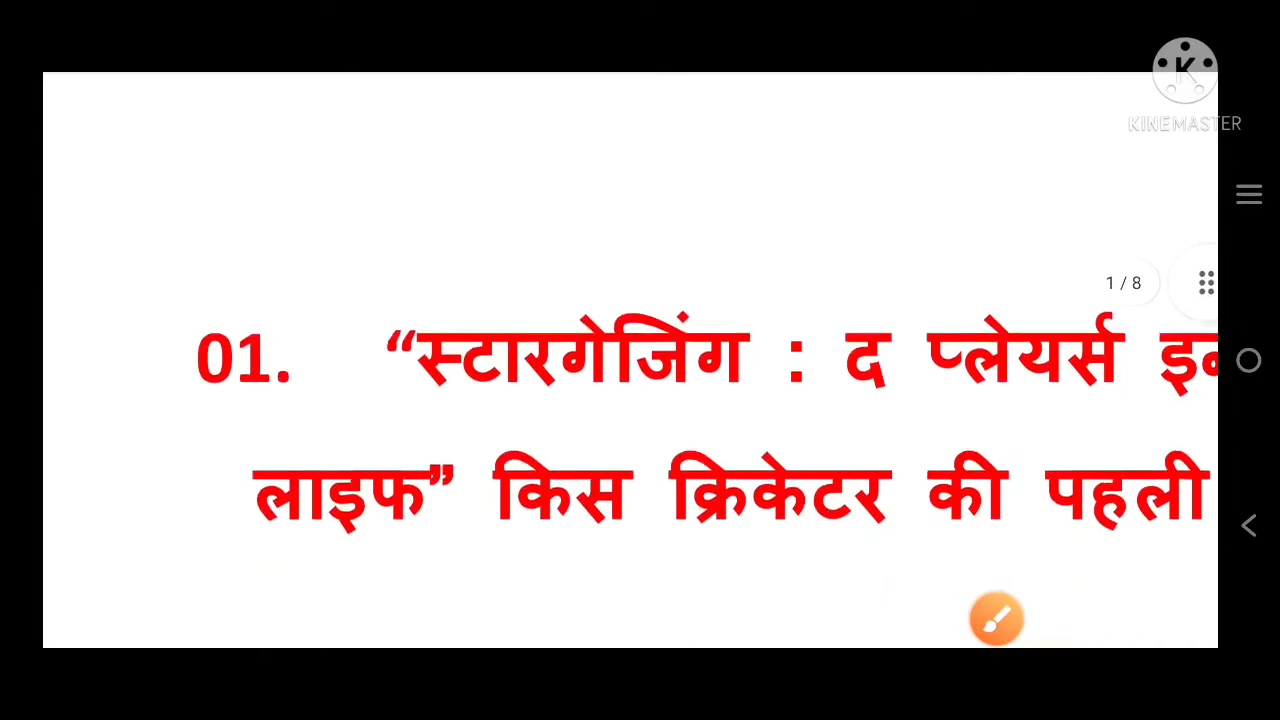 KINEMASTER
1 / 8
01. “स्टारगेजिंग : द प्लेयर्स
लाइफ” किस क्रिकेटर की पहली